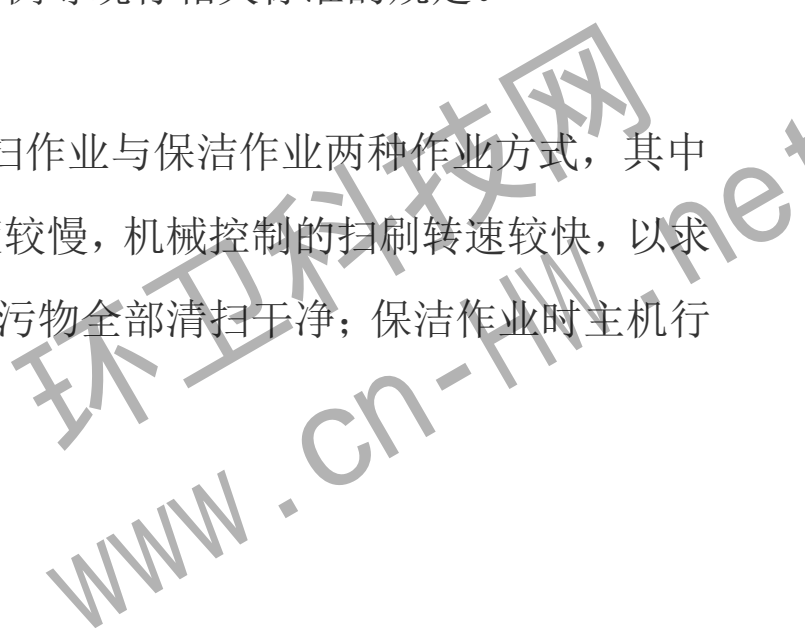 扫作业与保洁作业两种作业方式，其中
较慢，机械控制的扫刷转速较快，以求
污物全部清扫干净；保洁作业时主机行
环卫科技网
www.cn-HW.net